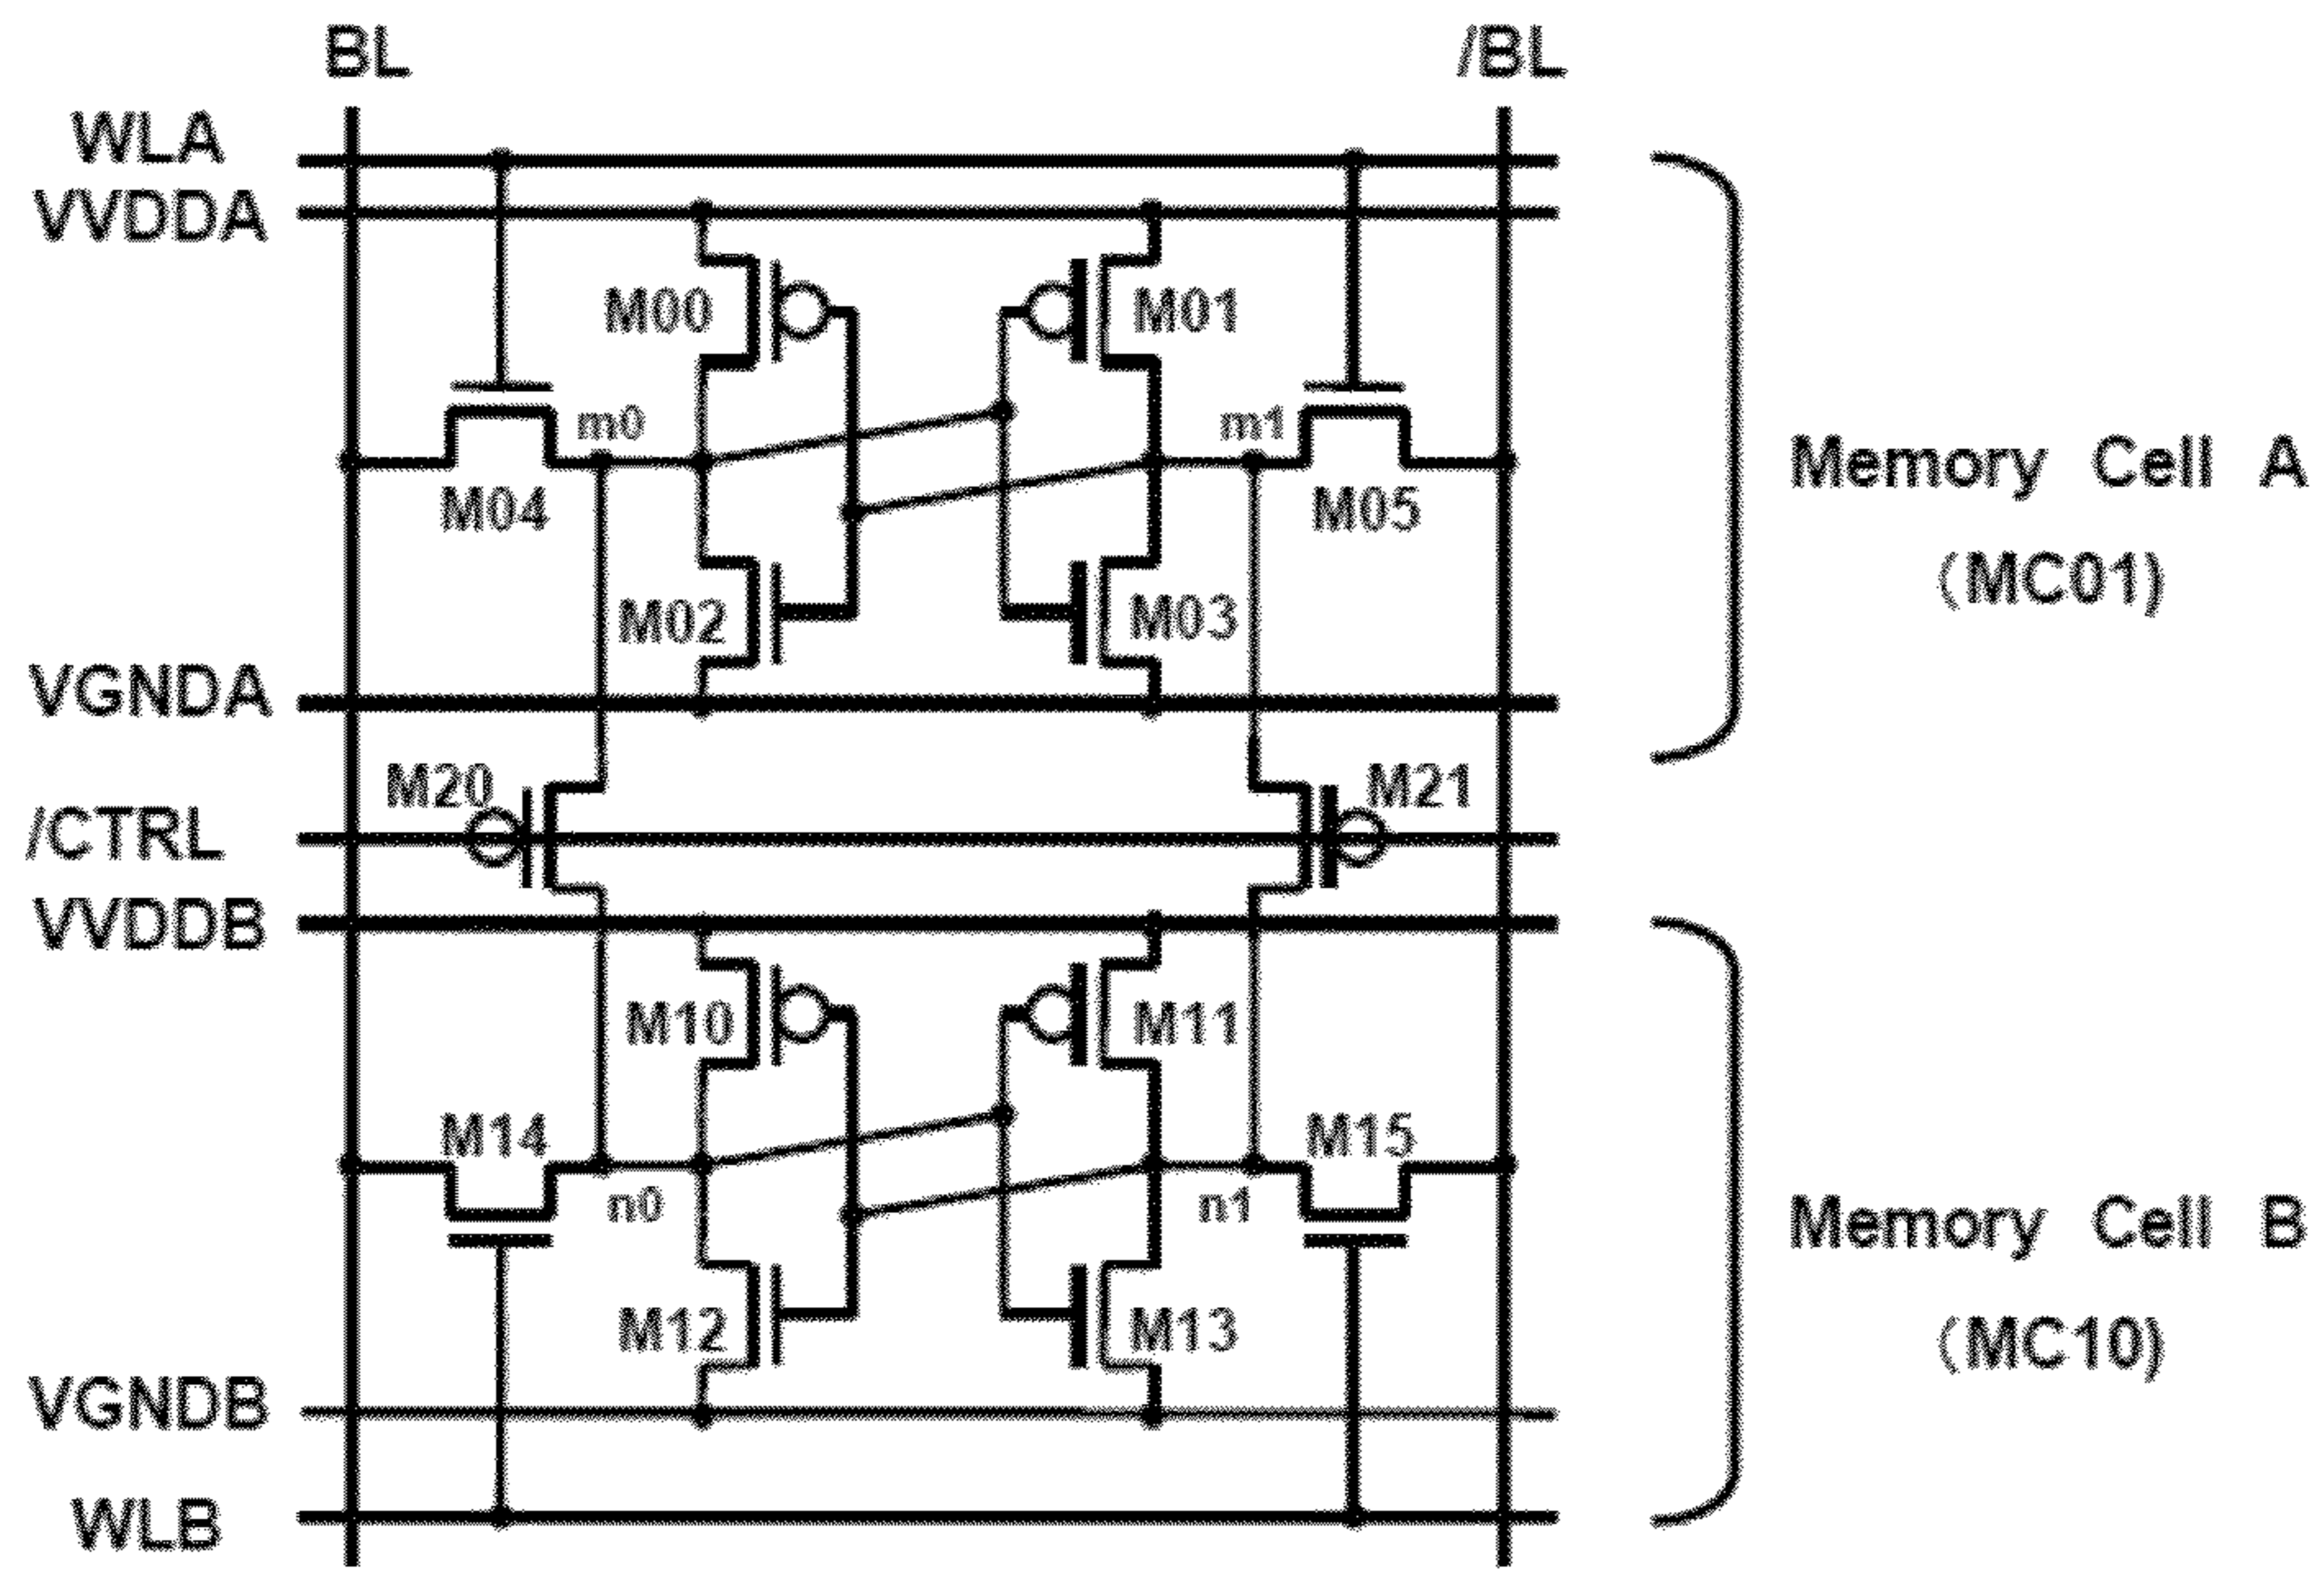 BL /BL
WLA
VVDDA
M00 M01
m0 m1
M04 M05
Memory Cell A
(MC01)
M02 M03
VGNDA
M20 M21
/CTRL
VVDDB
M10 M11
M14 M15
n0 n1
Memory Cell B
(MC10)
M12 M13
VGNDB
WLB